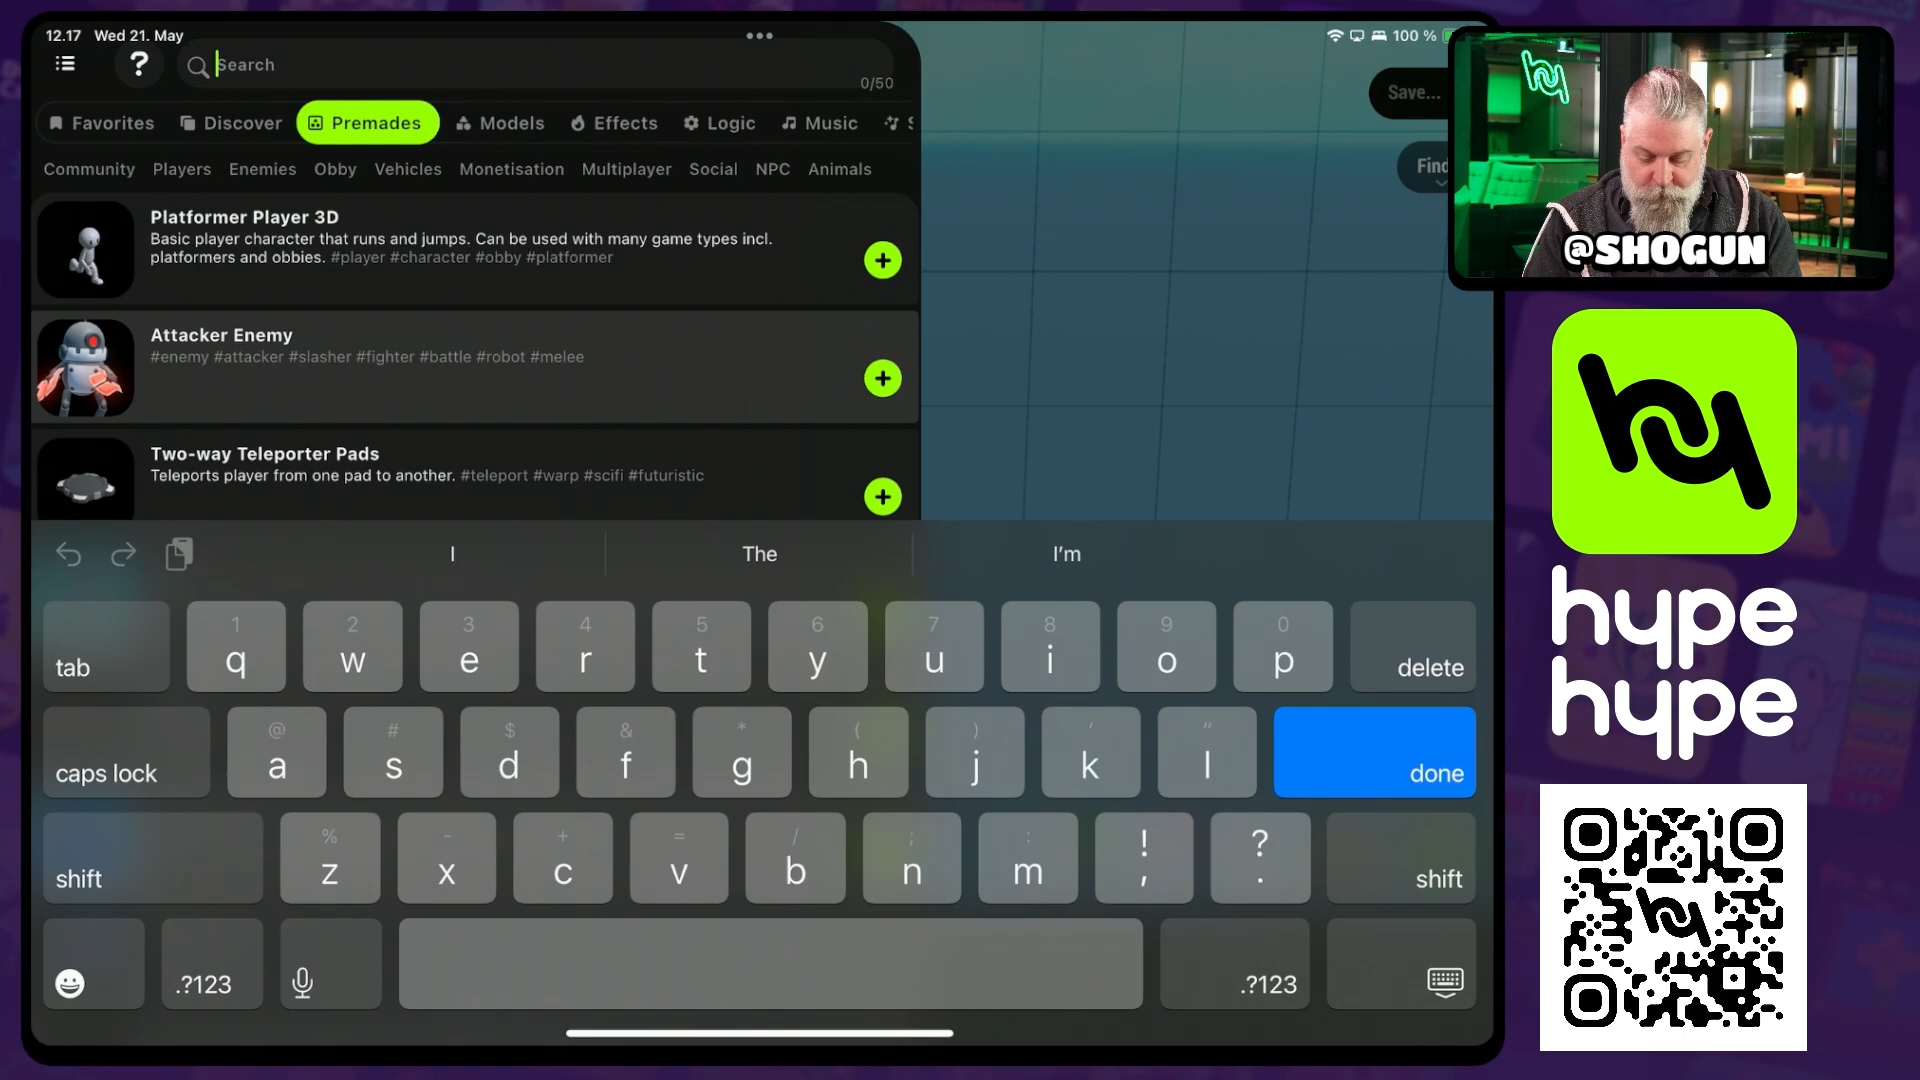 12.17 Wed 21. May
100 %
Search
0/50
Save...
Favorites
Discover
Premades
Models
Effects
Logic
Music
Find
Community
Players
Enemies
Obby
Vehicles
Monetisation
Multiplayer
Social
NPC
Animals
Platformer Player 3D
Basic player character that runs and jumps. Can be used with many game types incl.
platformers and obbies. #player #character #obby #platformer
Attacker Enemy
#enemy #attacker #slasher #fighter #battle #robot #melee
Two-way Teleporter Pads
Teleports player from one pad to another. #teleport #warp #scifi #futuristic
@SHOGUN
hype
hype
I The I'm
1 2 3 4 5 6 7 8 9 0
tab q w e r t y u i o p delete
@ # $ & * ( ) ' "
caps lock a s d f g h j k l done
% - + = / ; : ! ?
shift z x c v b n m , . shift
.?123 .?123